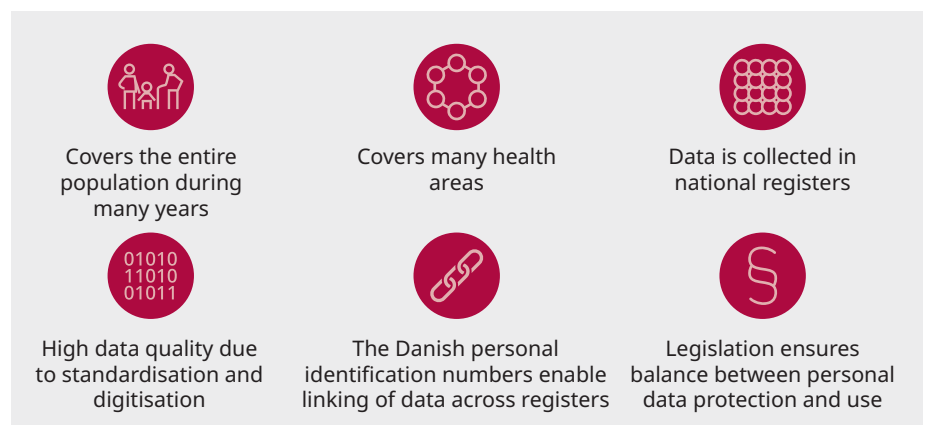 Covers the entire
population during
many years
Covers many health
areas
Data is collected in
national registers
01010
11010
01011
High data quality due
to standardisation and
digitisation
The Danish personal
identification numbers enable
linking of data across registers
§
Legislation ensures
balance between personal
data protection and use